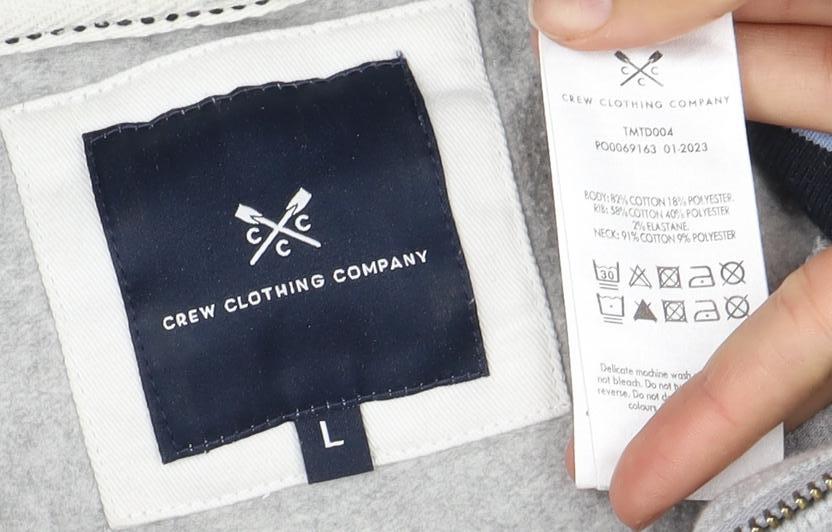 C C
C
CREW CLOTHING COMPANY
L
C C
C
CREW CLOTHING COMPANY
TMTD004
PO0069163 01-2023
BODY: 82% COTTON 18% POLYESTER.
RIB: 58% COTTON 40% POLYESTER
2% ELASTANE.
NECK: 91% COTTON 9% POLYESTER
30
Delicate machine wash
not bleach. Do not
reverse. Do not
colours